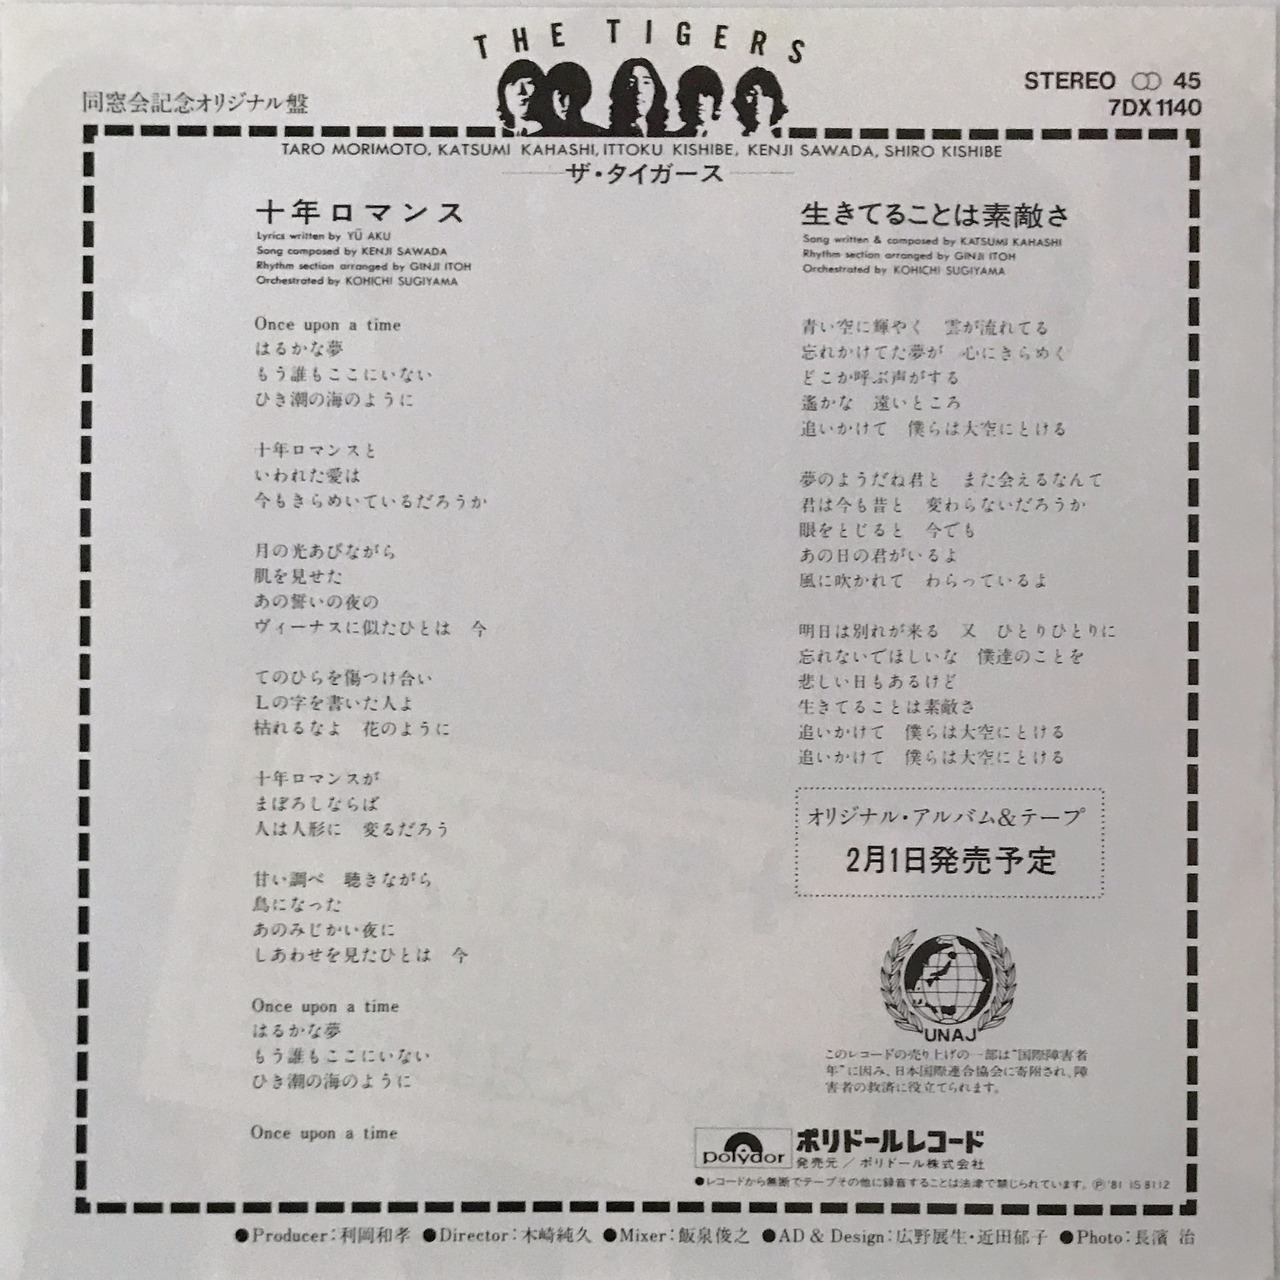 THE TIGERS
同窓会記念オリジナル盤
STEREO 45
7DX 1140
TARO MORIMOTO, KATSUMI KAHASHI, ITTOKU KISHIBE, KENJI SAWADA, SHIRO KISHIBE
ザ・タイガース
十年ロマンス
Lyrics written by YŪ AKU
Song composed by KENJI SAWADA
Rhythm section arranged by GINJI ITOH
Orchestrated by KOHICHI SUGIYAMA
Once upon a time
はるかな夢
もう誰もここにいない
ひき潮の海のように
十年ロマンスと
いわれた愛は
今もきらめいているだろうか
月の光あびながら
肌を見せた
あの誓いの夜の
ヴィーナスに似たひとは　今
てのひらを傷つけ合い
Lの字を書いた人よ
枯れるなよ　花のように
十年ロマンスが
まぼろしならば
人は人形に　変るだろう
甘い調べ　聴きながら
鳥になった
あのみじかい夜に
しあわせを見たひとは　今
Once upon a time
はるかな夢
もう誰もここにいない
ひき潮の海のように
Once upon a time
生きてることは素敵さ
Song written & composed by KATSUMI KAHASHI
Rhythm section arranged by GINJI ITOH
Orchestrated by KOHICHI SUGIYAMA
青い空に輝やく　雲が流れてる
忘れかけてた夢が　心にきらめく
どこか呼ぶ声がする
遙かな　遠いところ
追いかけて　僕らは大空にとける
夢のようだね君と　また会えるなんて
君は今も昔と　変わらないだろうか
眼をとじると　今でも
あの日の君がいるよ
風に吹かれて　わらっているよ
明日は別れが来る　又　ひとりひとりに
忘れないでほしいな　僕達のことを
悲しい日もあるけど
生きてることは素敵さ
追いかけて　僕らは大空にとける
追いかけて　僕らは大空にとける
オリジナル・アルバム&テープ
2月1日発売予定
UNAJ
このレコードの売り上げの一部は"国際障害者
年"に因み、日本国際連合協会に寄附され、障
害者の救済に役立てられます。
polydor
ポリドールレコード
発売元／ポリドール株式会社
●レコードから無断でテープその他に録音することは法律で禁じられています。Ⓟ'81 IS 8112
●Producer：利岡和孝 ●Director：木崎純久 ●Mixer：飯泉俊之 ●AD & Design：広野展生・近田郁子 ●Photo：長濱 治